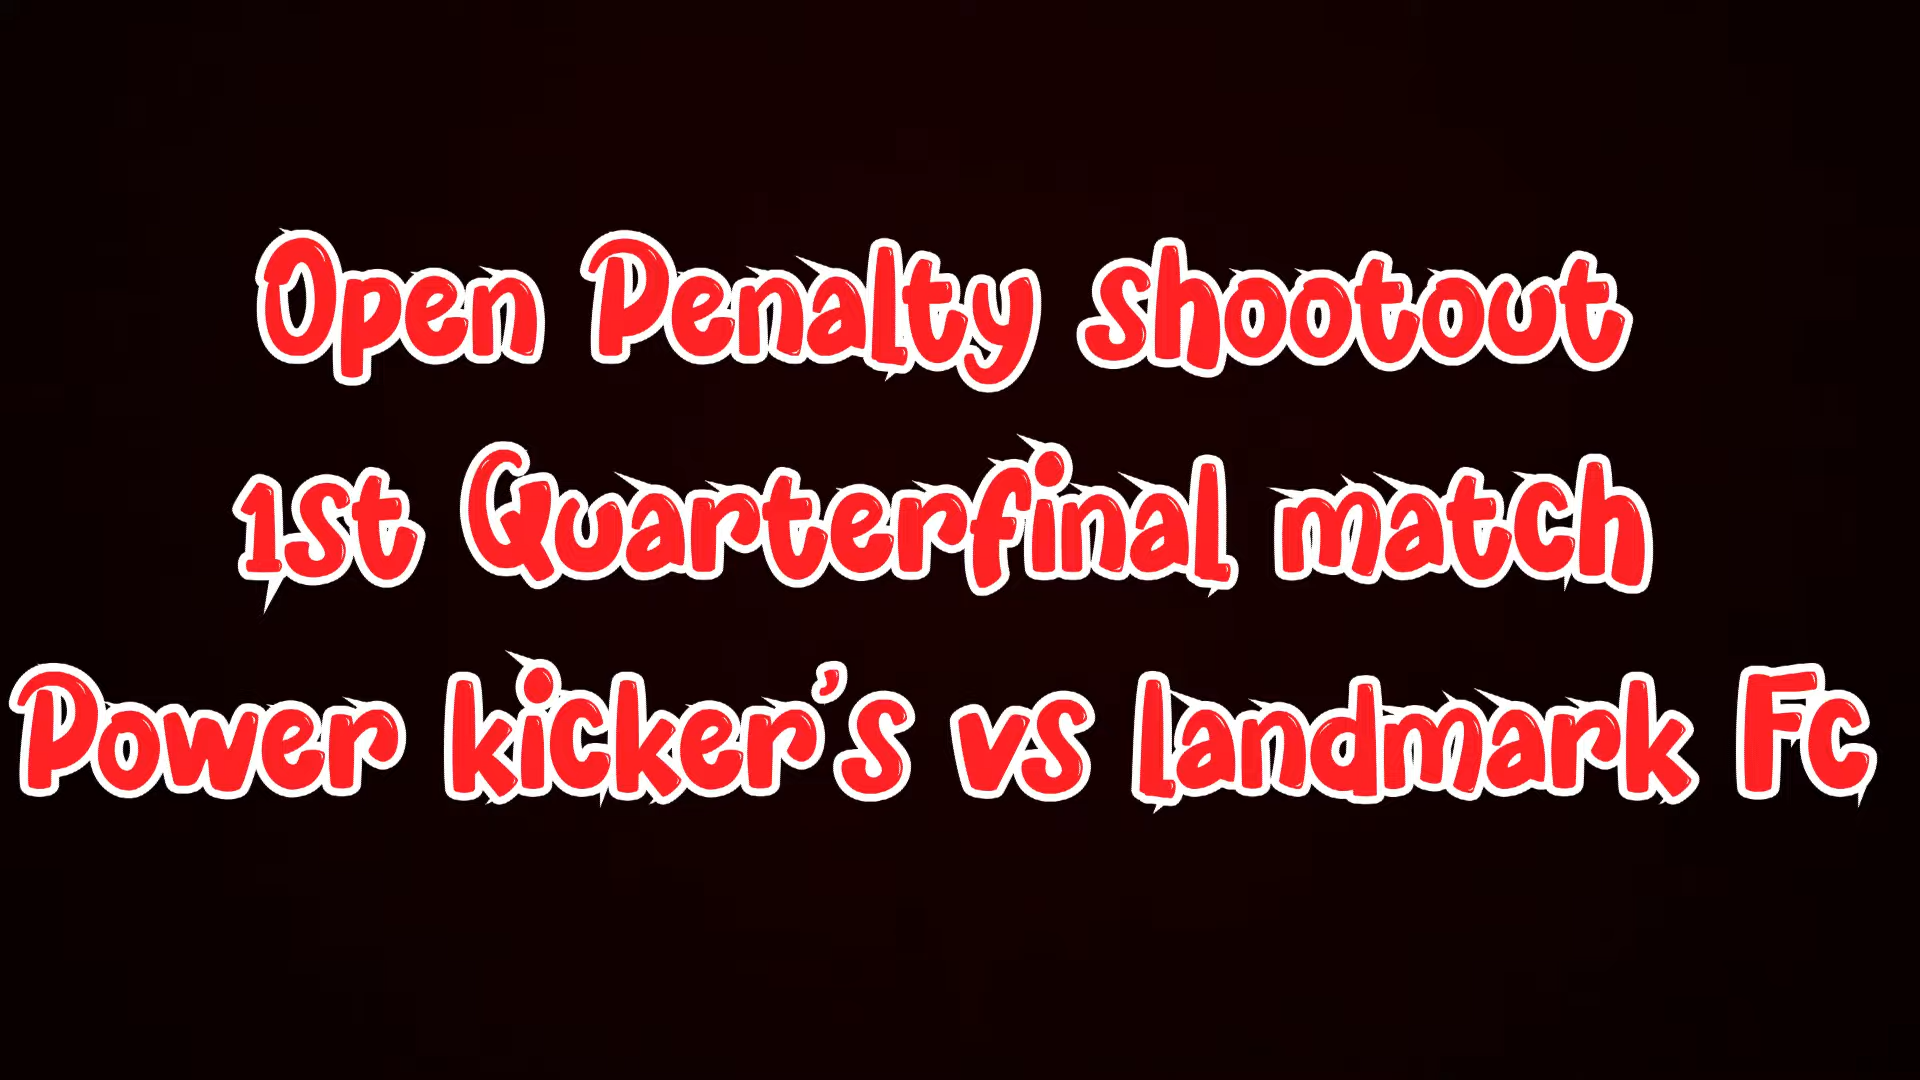 Open Penalty shootout
1st Quarterfinal match
Power kicker's vs landmark Fc